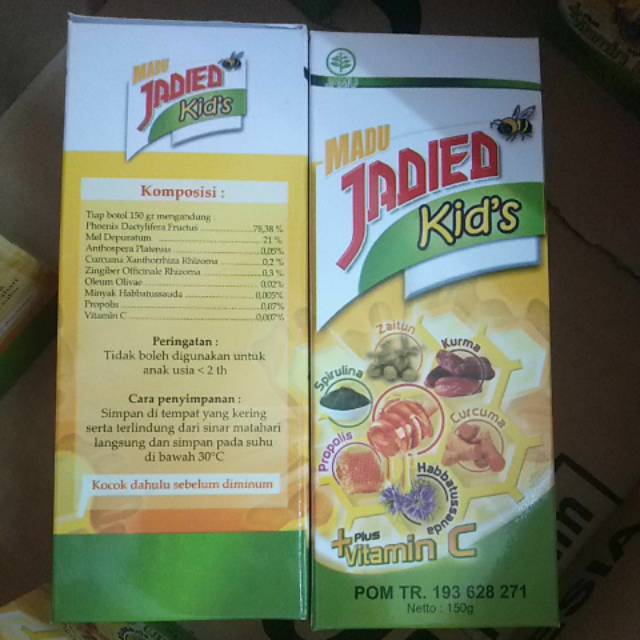 MADU
JADIED
Kid's
Komposisi :
Tiap botol 150 gr mengandung :
Phoenix Dactylifera Fructus ........ 78,38 %
Mel Depuratum ........ 21 %
Anthospera Platensis ........ 0,05%
Curcuma Xanthorrhiza Rhizoma ........ 0,2 %
Zingiber Officinale Rhizoma ........ 0,3 %
Oleum Olivae ........ 0,02%
Minyak Habbatussauda ........ 0,005%
Propolis ........ 0,07%
Vitamin C ........ 0,007%
Peringatan :
Tidak boleh digunakan untuk
anak usia < 2 th
Cara penyimpanan :
Simpan di tempat yang kering
serta terlindung dari sinar matahari
langsung dan simpan pada suhu
di bawah 30°C
Kocok dahulu sebelum diminum
MADU
JADIED
Kid's
Zaitun
Kurma
Spirulina
Curcuma
Propolis
Habbatussauda
+Plus
Vitamin C
POM TR. 193 628 271
Netto : 150g